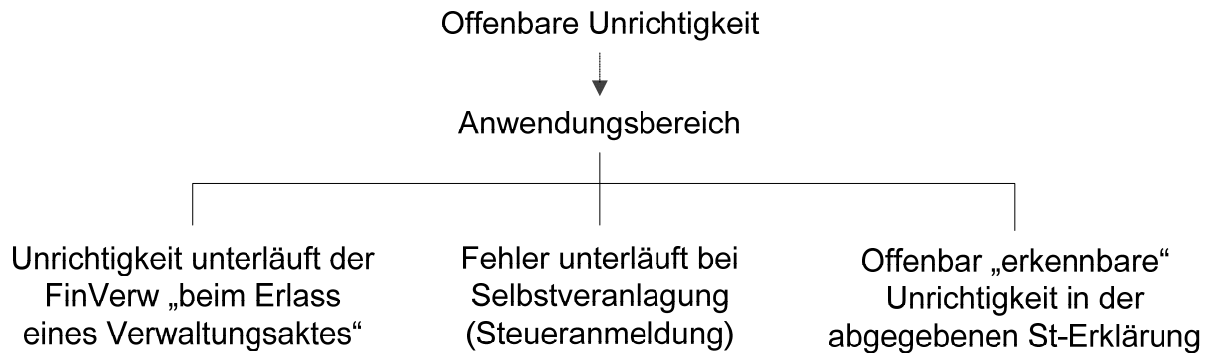 Offenbare Unrichtigkeit
Anwendungsbereich
Unrichtigkeit unterläuft der
FinVerw „beim Erlass
eines Verwaltungsaktes“
Fehler unterläuft bei
Selbstveranlagung
(Steueranmeldung)
Offenbar „erkennbare“
Unrichtigkeit in der
abgegebenen St-Erklärung